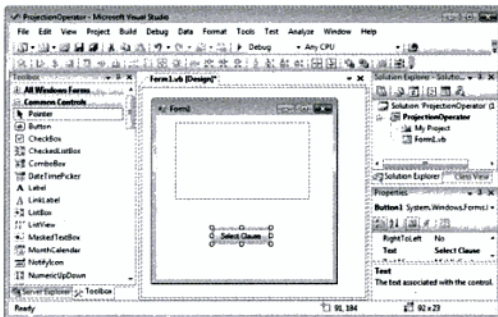 ProjectionOperator - Microsoft Visual Studio
File Edit View Project Build Debug Data Format Tools Test Analyze Window Help
Debug Any CPU
Toolbox
All Windows Forms
Common Controls
Pointer
Button
CheckBox
CheckedListBox
ComboBox
DateTimePicker
Label
LinkLabel
ListBox
ListView
MaskedTextBox
MonthCalendar
NotifyIcon
NumericUpDown
Server Explorer Toolbox
Form1.vb [Design]*
Form1
Select Clause
Solution Explorer - Solutio...
Solution 'ProjectionOperator' (1
ProjectionOperator
My Project
Form1.vb
Solution Explorer Class View
Properties
Button1 System.Windows.Forms.
RightToLeft No
Text Select Clause
Text
The text associated with the control.
Ready 91, 184 92 x 23